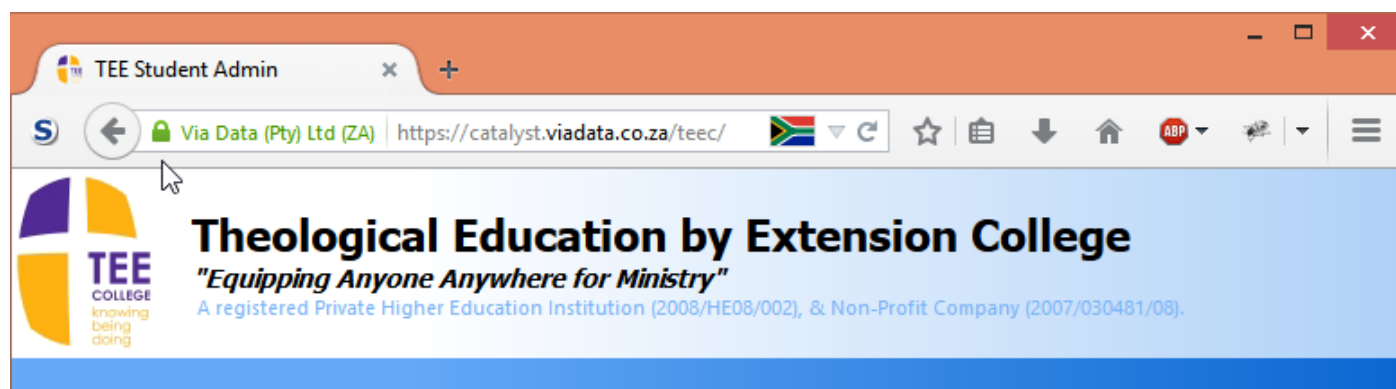 TEE Student Admin
S
Via Data (Pty) Ltd (ZA) https://catalyst.viadata.co.za/teec/
ABP
Theological Education by Extension College
"Equipping Anyone Anywhere for Ministry"
A registered Private Higher Education Institution (2008/HE08/002), & Non-Profit Company (2007/030481/08).
TEE
COLLEGE
knowing
being
doing